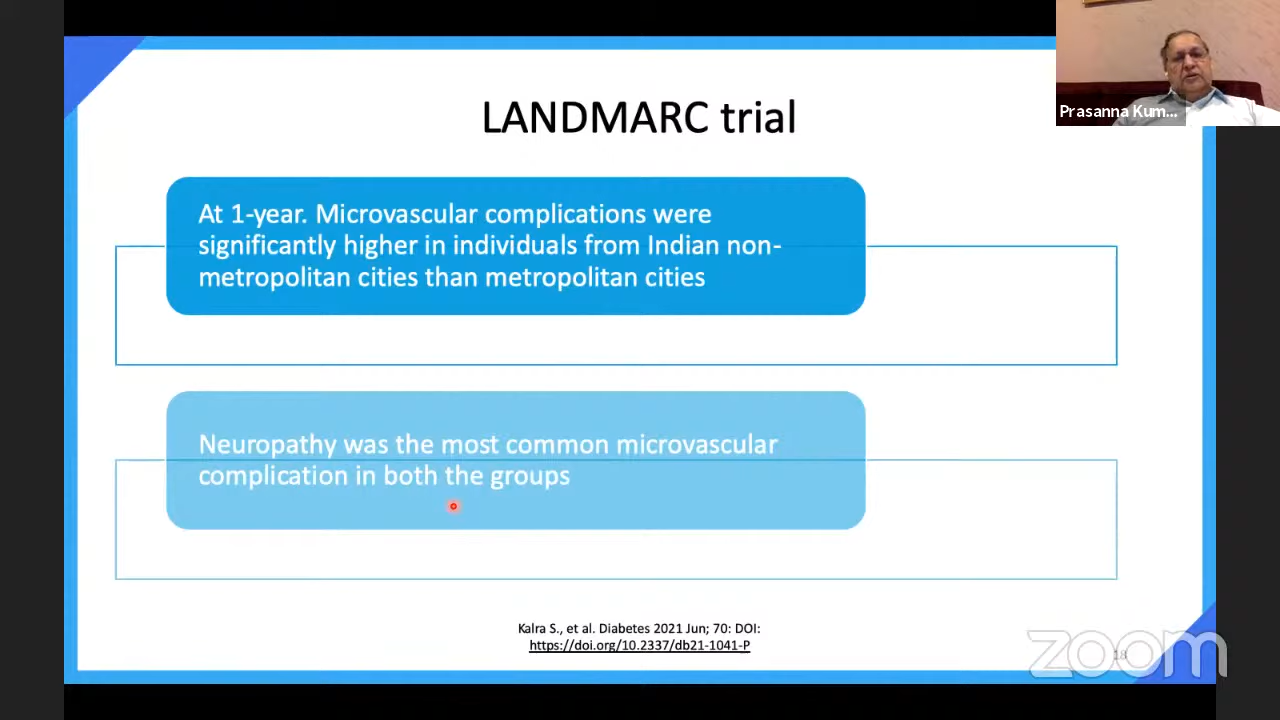 LANDMARC trial
Prasanna Kum...
At 1-year. Microvascular complications were
significantly higher in individuals from Indian non-
metropolitan cities than metropolitan cities
Neuropathy was the most common microvascular
complication in both the groups
Kalra S., et al. Diabetes 2021 Jun; 70: DOI:
https://doi.org/10.2337/db21-1041-P
zoom
18